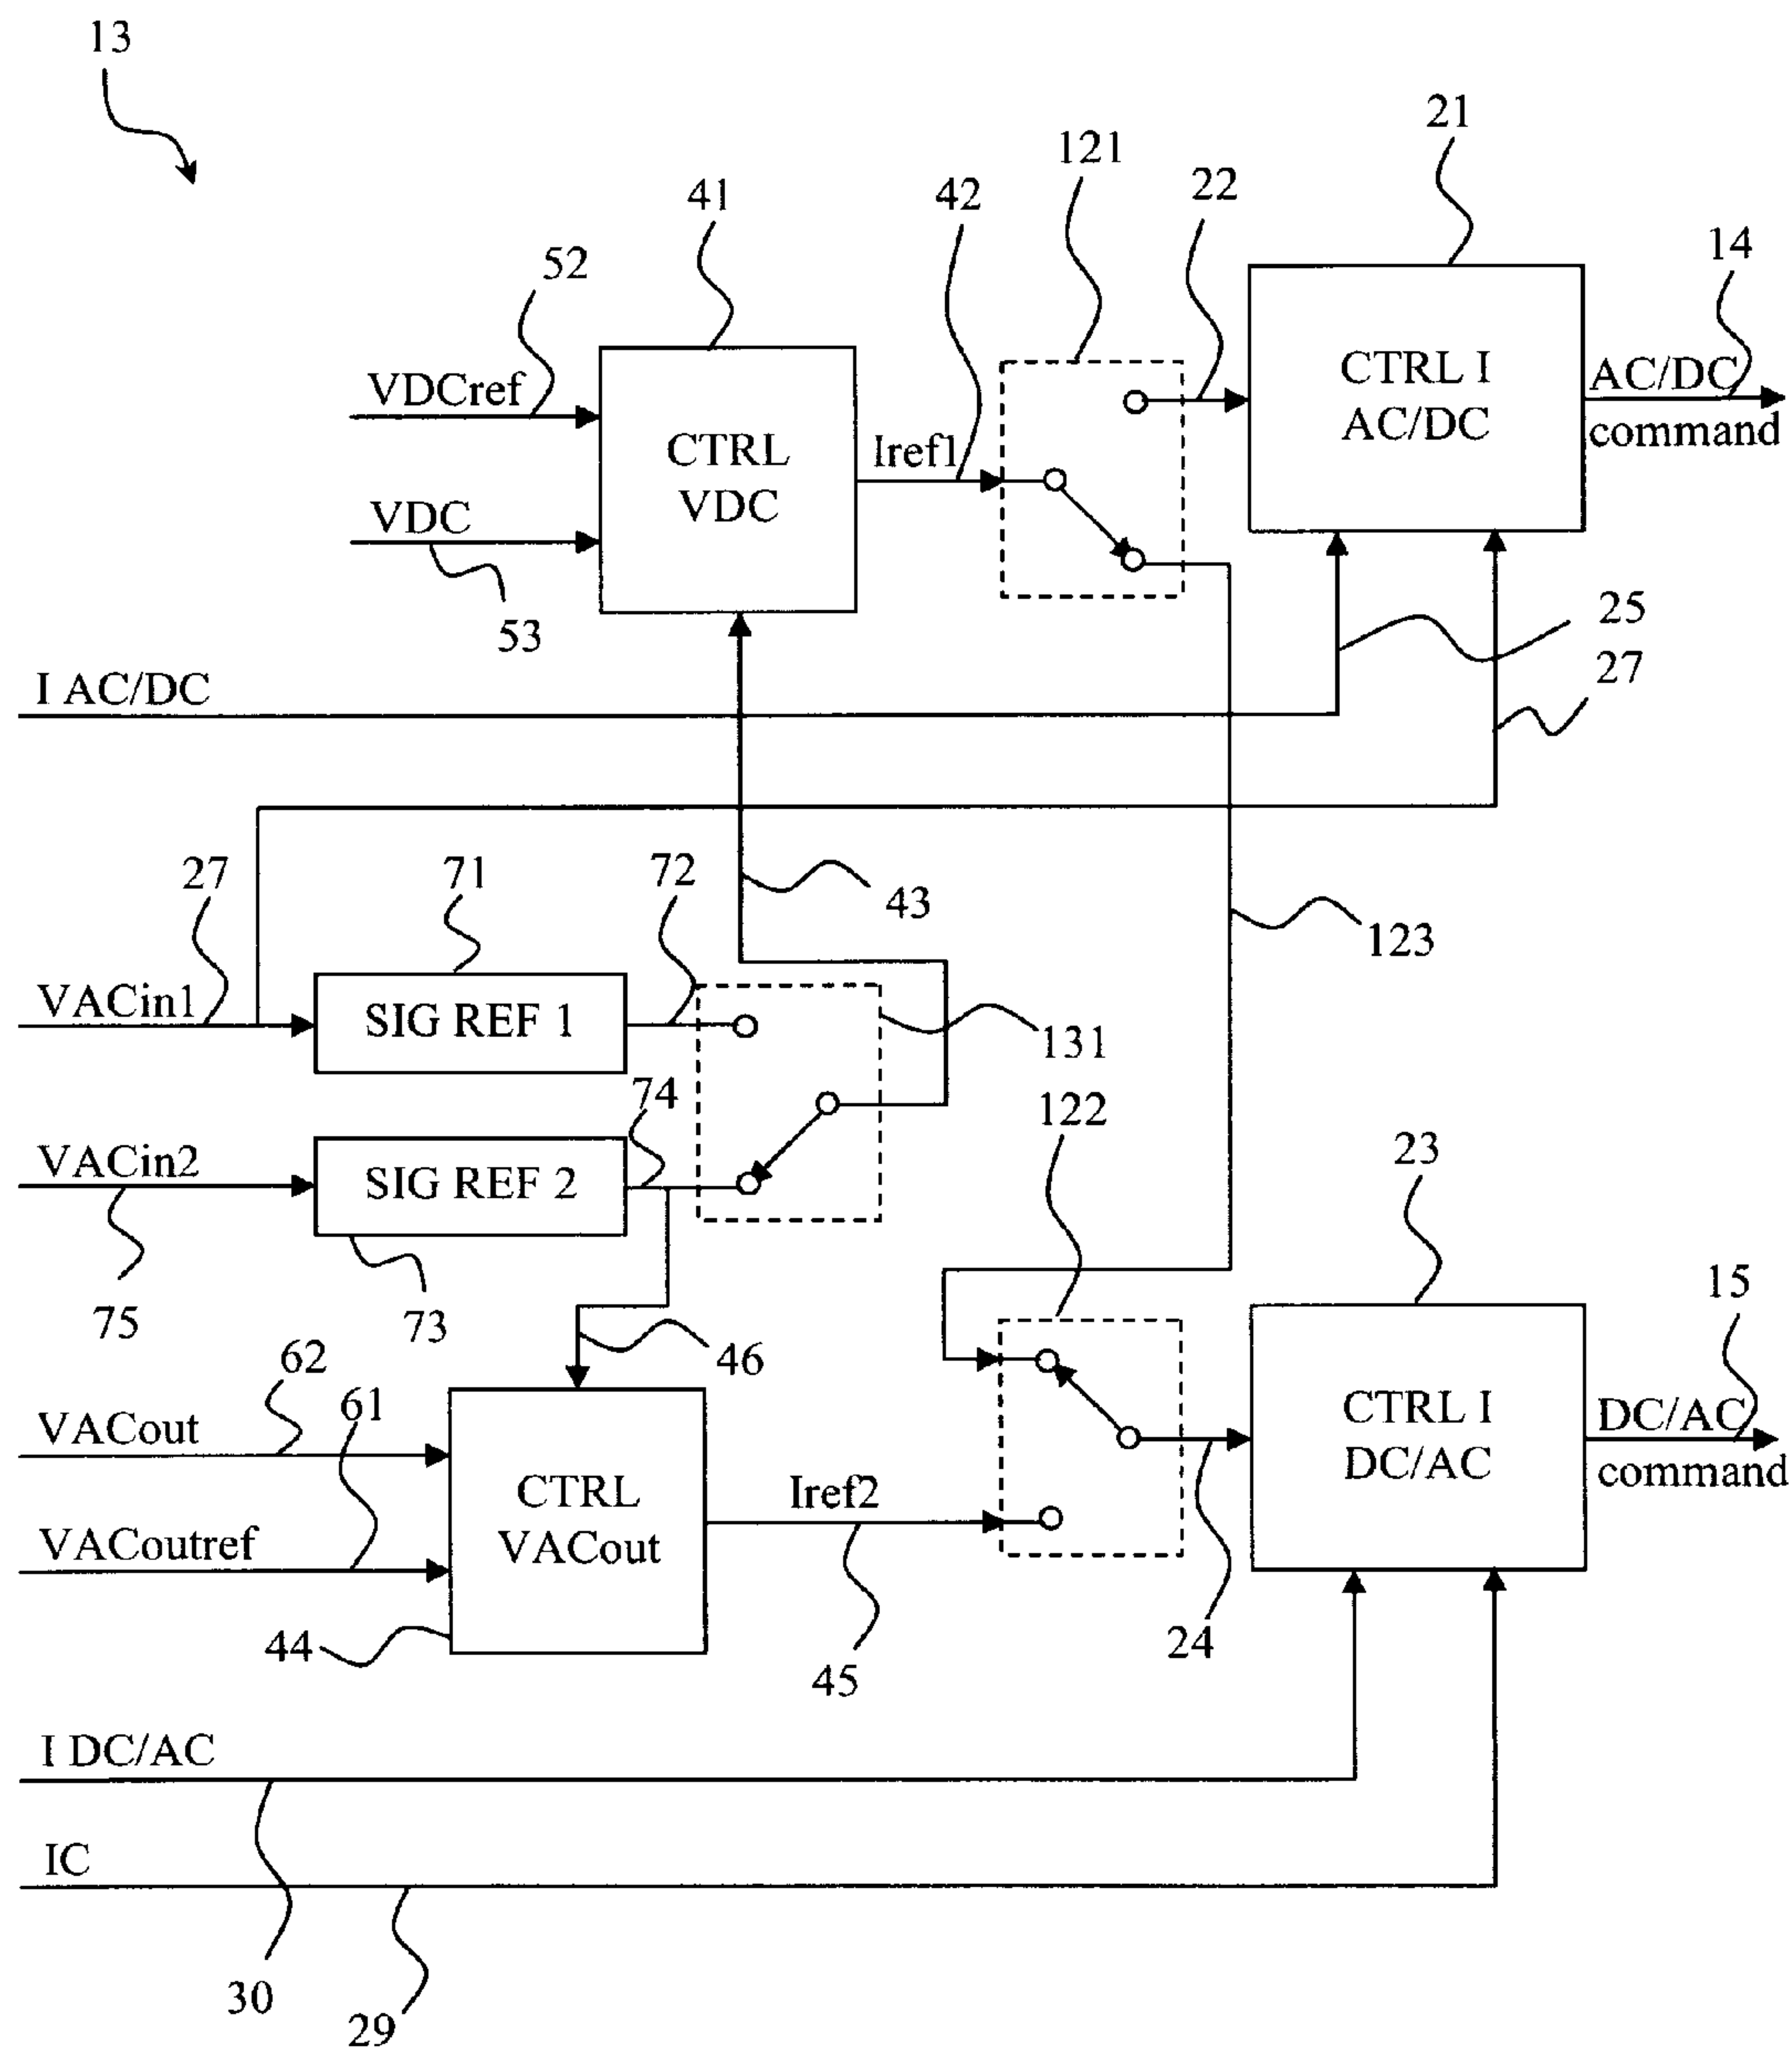 13
21
121
41
42
22
14
52
VDCref
CTRL I
AC/DC
AC/DC
command
CTRL
VDC
Iref1
VDC
53
25
27
I AC/DC
27
71
72
43
123
VACin1
SIG REF 1
131
74
122
VACin2
SIG REF 2
23
75
73
46
15
62
61
VACout
CTRL I
DC/AC
DC/AC
command
CTRL
VACout
Iref2
VACoutref
44
45
24
I DC/AC
IC
30
29